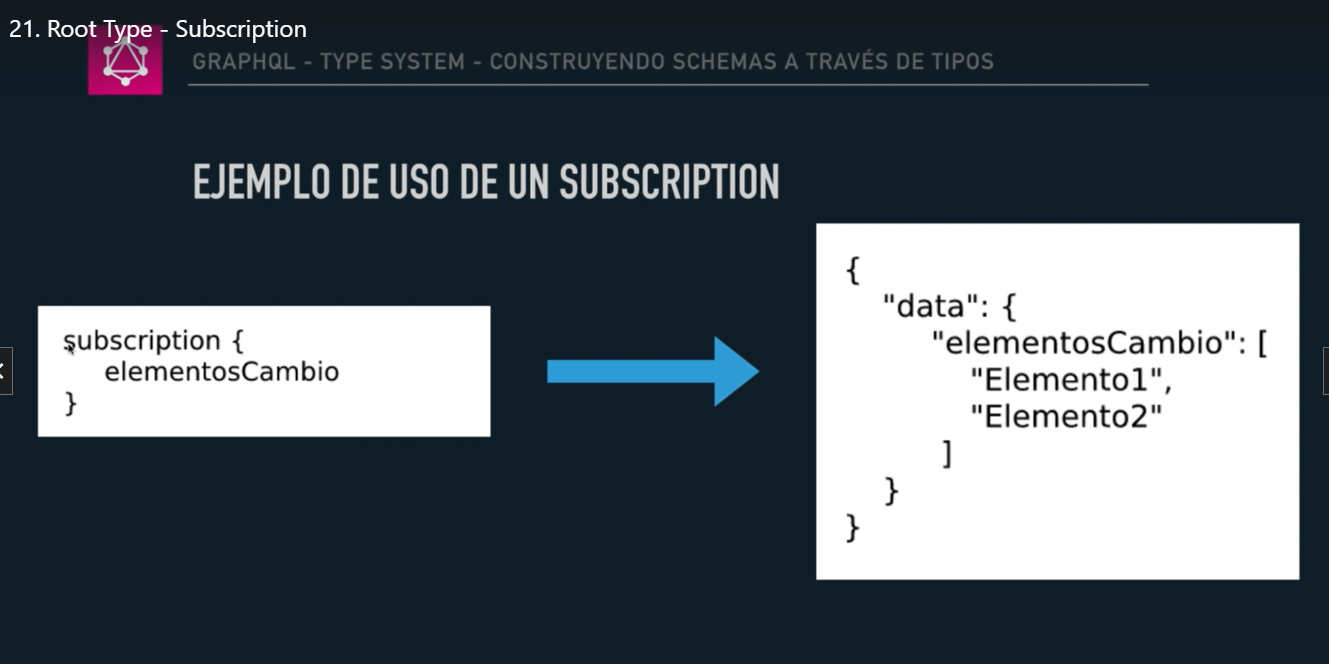 21. Root Type - Subscription
GRAPHQL - TYPE SYSTEM - CONSTRUYENDO SCHEMAS A TRAVÉS DE TIPOS
EJEMPLO DE USO DE UN SUBSCRIPTION
subscription {
elementosCambio
}
{
"data": {
"elementosCambio": [
"Elemento1",
"Elemento2"
]
}
}